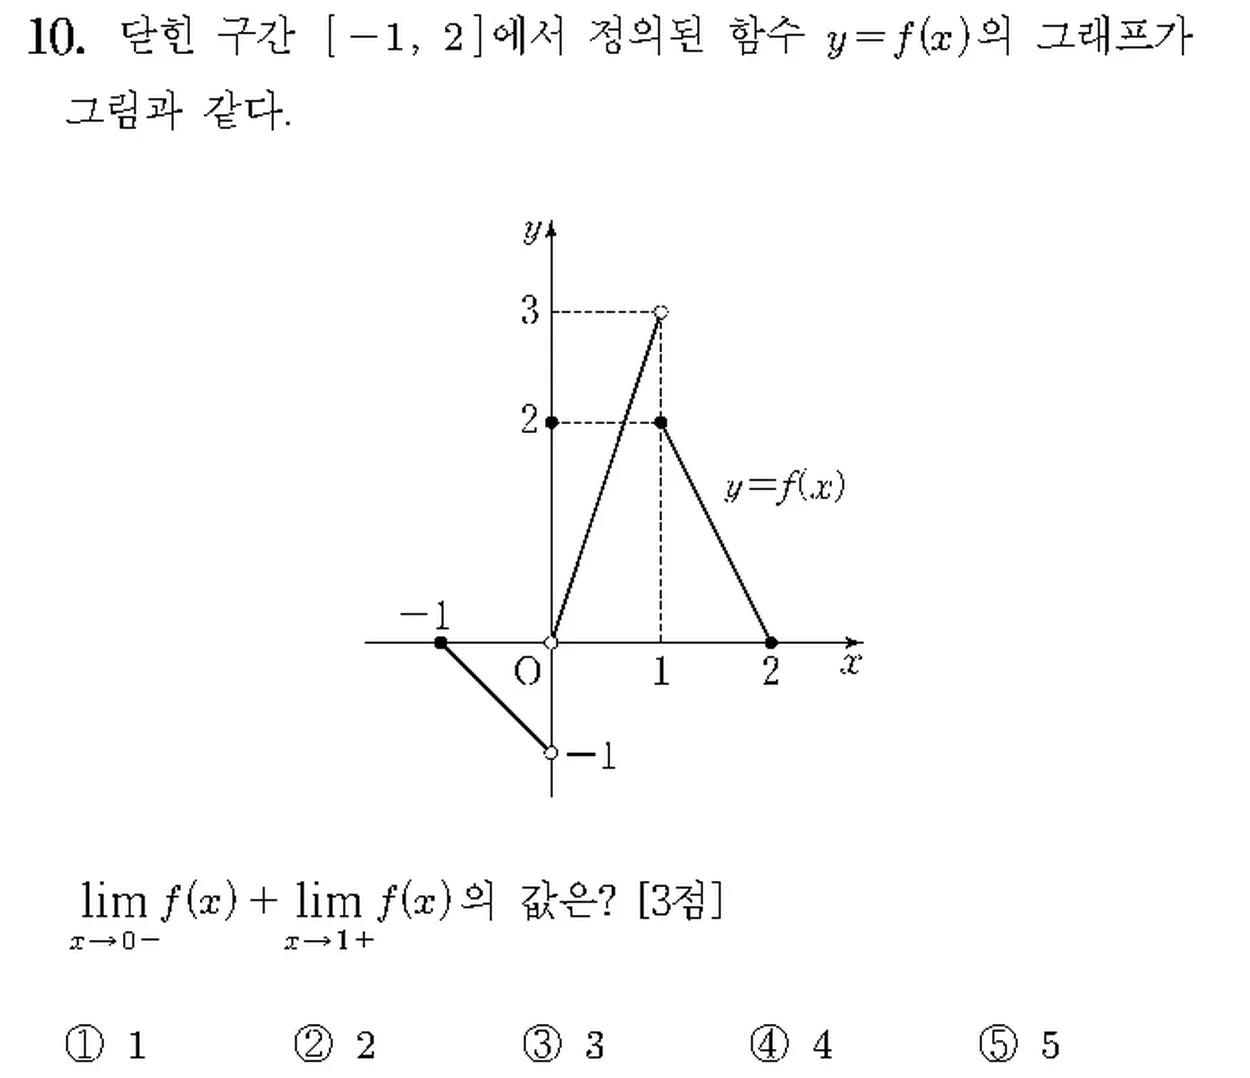 10. 닫힌 구간 [-1, 2]에서 정의된 함수 y=f(x)의 그래프가
그림과 같다.
y
3
2
y=f(x)
-1
O
1
2
x
-1
lim f(x) + lim f(x)의 값은? [3점]
x→0- x→1+
① 1 ② 2 ③ 3 ④ 4 ⑤ 5